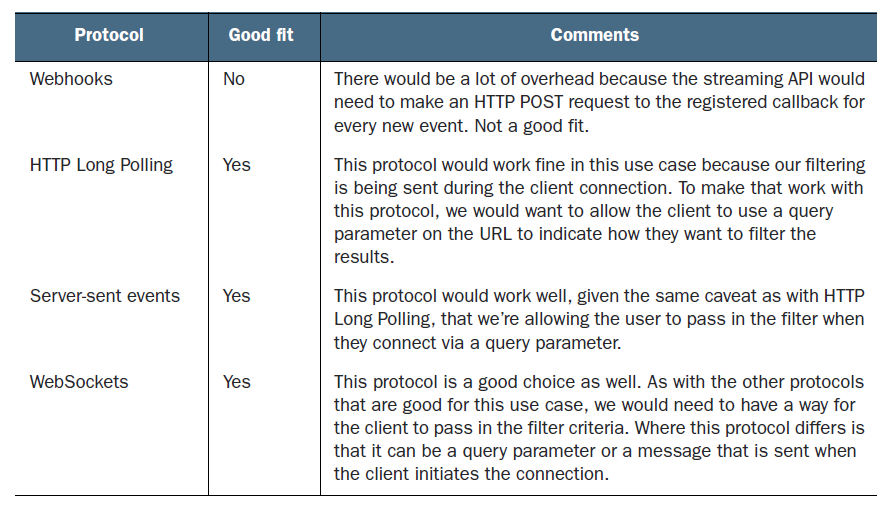 Protocol Good fit Comments
Webhooks No There would be a lot of overhead because the streaming API would
need to make an HTTP POST request to the registered callback for
every new event. Not a good fit.
HTTP Long Polling Yes This protocol would work fine in this use case because our filtering
is being sent during the client connection. To make that work with
this protocol, we would want to allow the client to use a query
parameter on the URL to indicate how they want to filter the
results.
Server-sent events Yes This protocol would work well, given the same caveat as with HTTP
Long Polling, that we’re allowing the user to pass in the filter when
they connect via a query parameter.
WebSockets Yes This protocol is a good choice as well. As with the other protocols
that are good for this use case, we would need to have a way for
the client to pass in the filter criteria. Where this protocol differs is
that it can be a query parameter or a message that is sent when
the client initiates the connection.